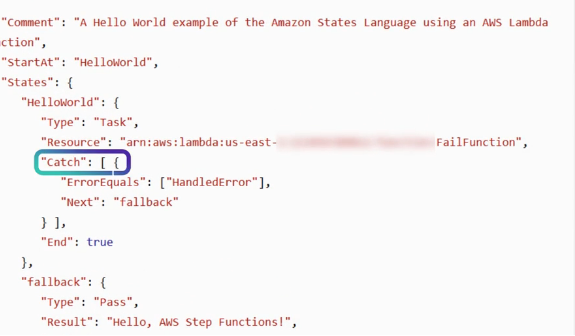 "Comment": "A Hello World example of the Amazon States Language using an AWS Lambda
ction",
"StartAt": "HelloWorld",
"States": {
"HelloWorld": {
"Type": "Task",
"Resource": "arn:aws:lambda:us-east- FailFunction",
"Catch": [ {
"ErrorEquals": ["HandledError"],
"Next": "fallback"
} ],
"End": true
},
"fallback": {
"Type": "Pass",
"Result": "Hello, AWS Step Functions!",